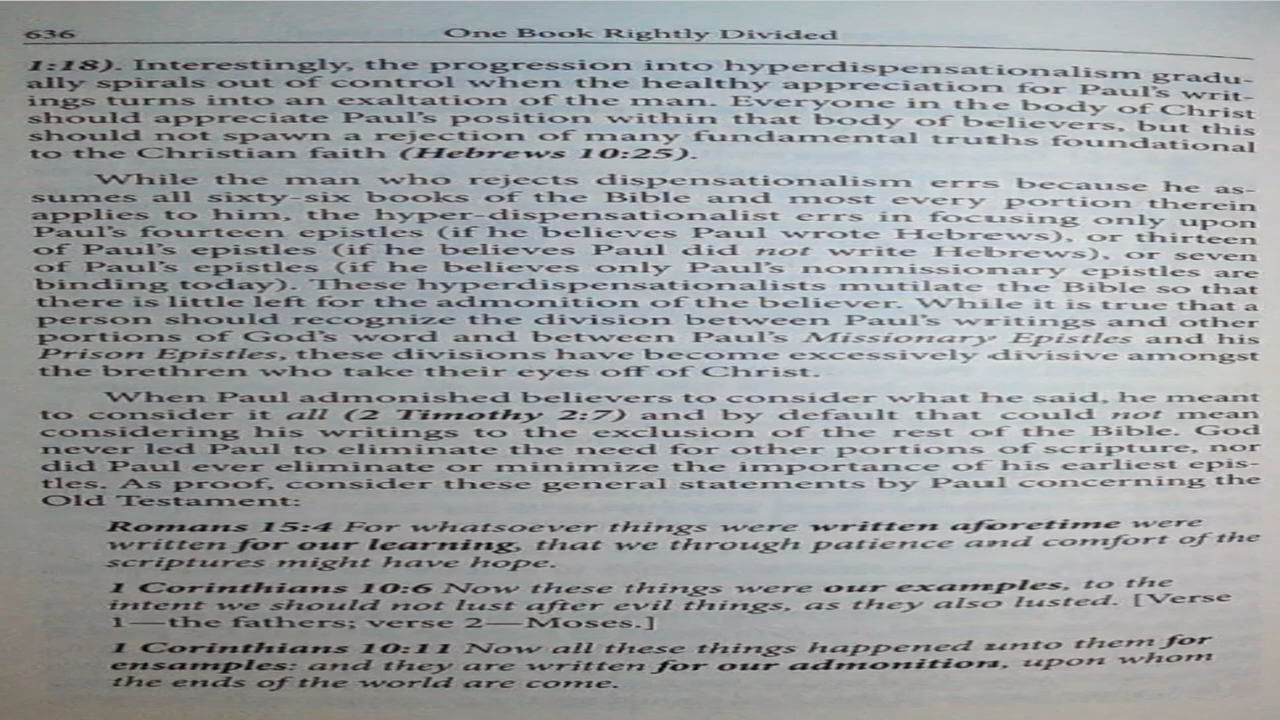 636 One Book Rightly Divided
1:18). Interestingly, the progression into hyperdispensationalism gradu-
ally spirals out of control when the healthy appreciation for Paul's writ-
ings turns into an exaltation of the man. Everyone in the body of Christ
should appreciate Paul's position within that body of believers, but this
should not spawn a rejection of many fundamental truths foundational
to the Christian faith (Hebrews 10:25).
While the man who rejects dispensationalism errs because he as-
sumes all sixty-six books of the Bible and most every portion therein
applies to him, the hyper-dispensationalist errs in focusing only upon
Paul's fourteen epistles (if he believes Paul wrote Hebrews), or thirteen
of Paul's epistles (if he believes Paul did not write Hebrews), or seven
of Paul's epistles (if he believes only Paul's nonmissionary epistles are
binding today). These hyperdispensationalists mutilate the Bible so that
there is little left for the admonition of the believer. While it is true that a
person should recognize the division between Paul's writings and other
portions of God's word and between Paul's Missionary Epistles and his
Prison Epistles, these divisions have become excessively divisive amongst
the brethren who take their eyes off of Christ.
When Paul admonished believers to consider what he said, he meant
to consider it all (2 Timothy 2:7) and by default that could not mean
considering his writings to the exclusion of the rest of the Bible. God
never led Paul to eliminate the need for other portions of scripture, nor
did Paul ever eliminate or minimize the importance of his earliest epis-
tles. As proof, consider these general statements by Paul concerning the
Old Testament:
Romans 15:4 For whatsoever things were written aforetime were
written for our learning, that we through patience and comfort of the
scriptures might have hope.
1 Corinthians 10:6 Now these things were our examples, to the
intent we should not lust after evil things, as they also lusted. [Verse
1—the fathers; verse 2—Moses.]
1 Corinthians 10:11 Now all these things happened unto them for
ensamples: and they are written for our admonition, upon whom
the ends of the world are come.